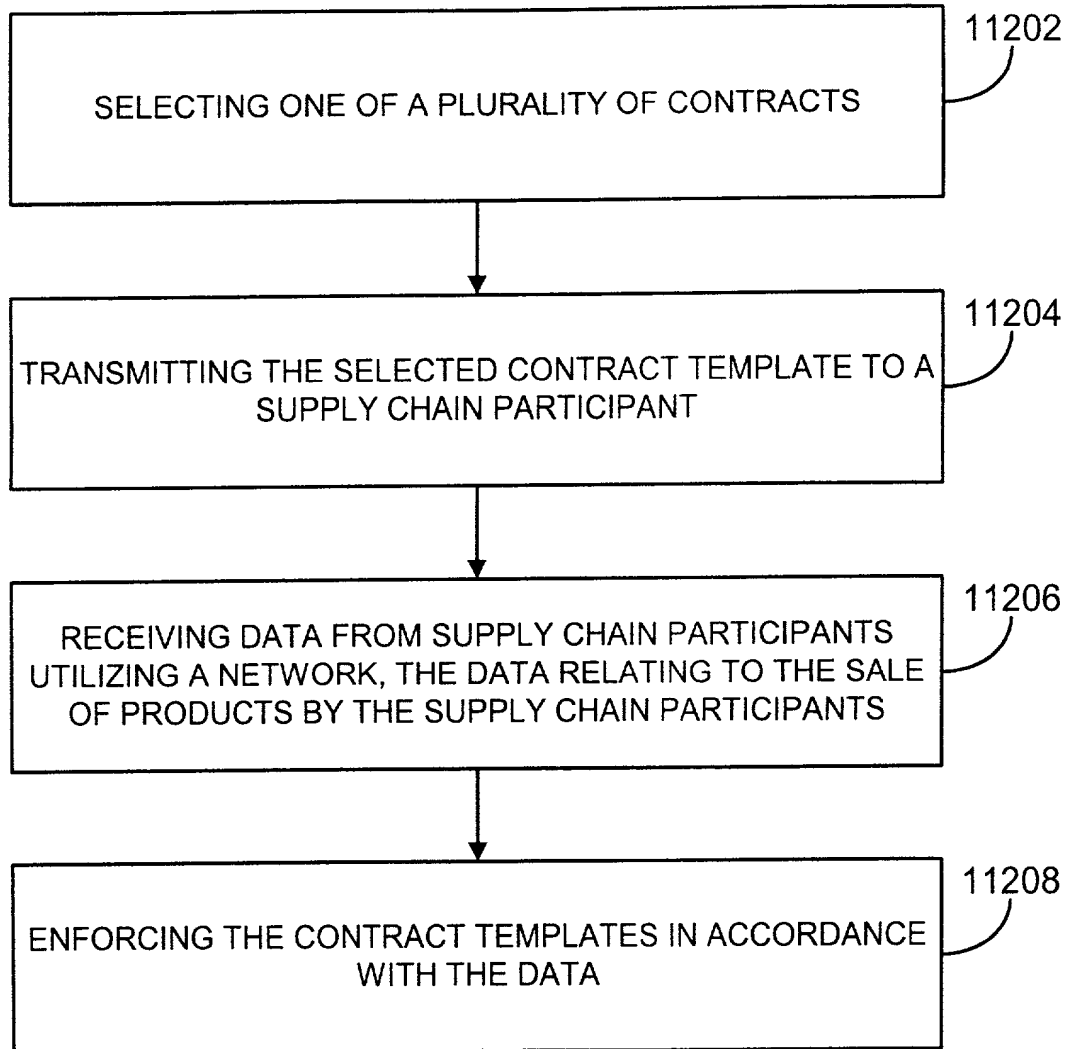 11202
SELECTING ONE OF A PLURALITY OF CONTRACTS
11204
TRANSMITTING THE SELECTED CONTRACT TEMPLATE TO A
SUPPLY CHAIN PARTICIPANT
11206
RECEIVING DATA FROM SUPPLY CHAIN PARTICIPANTS
UTILIZING A NETWORK, THE DATA RELATING TO THE SALE
OF PRODUCTS BY THE SUPPLY CHAIN PARTICIPANTS
11208
ENFORCING THE CONTRACT TEMPLATES IN ACCORDANCE
WITH THE DATA